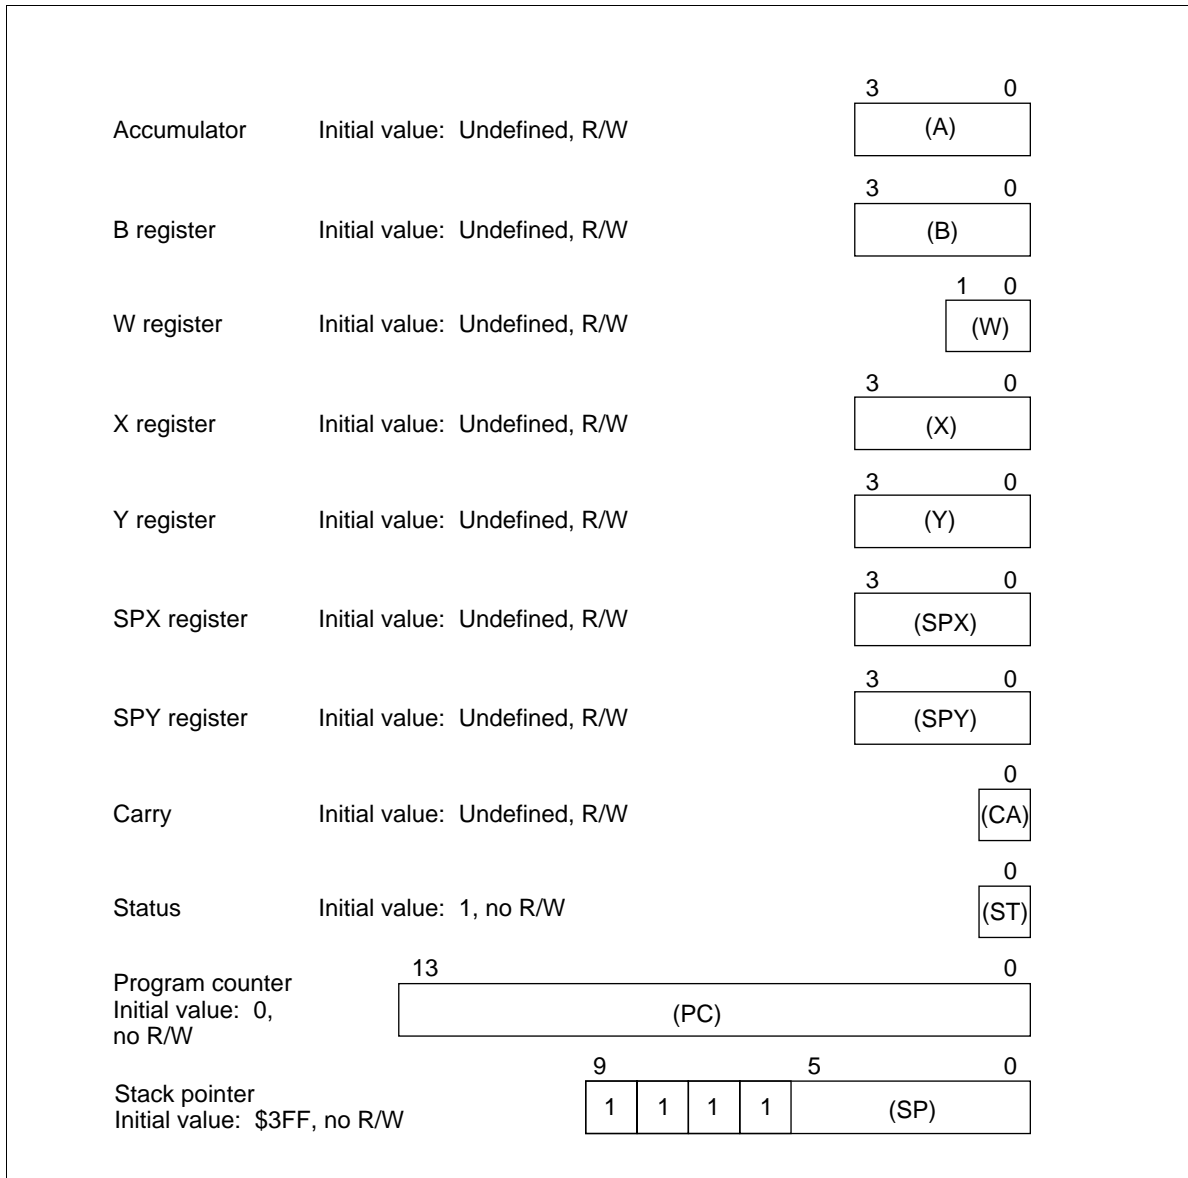 3 0
Accumulator Initial value: Undefined, R/W (A)
3 0
B register Initial value: Undefined, R/W (B)
1 0
W register Initial value: Undefined, R/W (W)
3 0
X register Initial value: Undefined, R/W (X)
3 0
Y register Initial value: Undefined, R/W (Y)
3 0
SPX register Initial value: Undefined, R/W (SPX)
3 0
SPY register Initial value: Undefined, R/W (SPY)
0
Carry Initial value: Undefined, R/W (CA)
0
Status Initial value: 1, no R/W (ST)
13 0
Program counter
Initial value: 0, (PC)
no R/W
9 5 0
Stack pointer
1 1 1 1 (SP)
Initial value: $3FF, no R/W